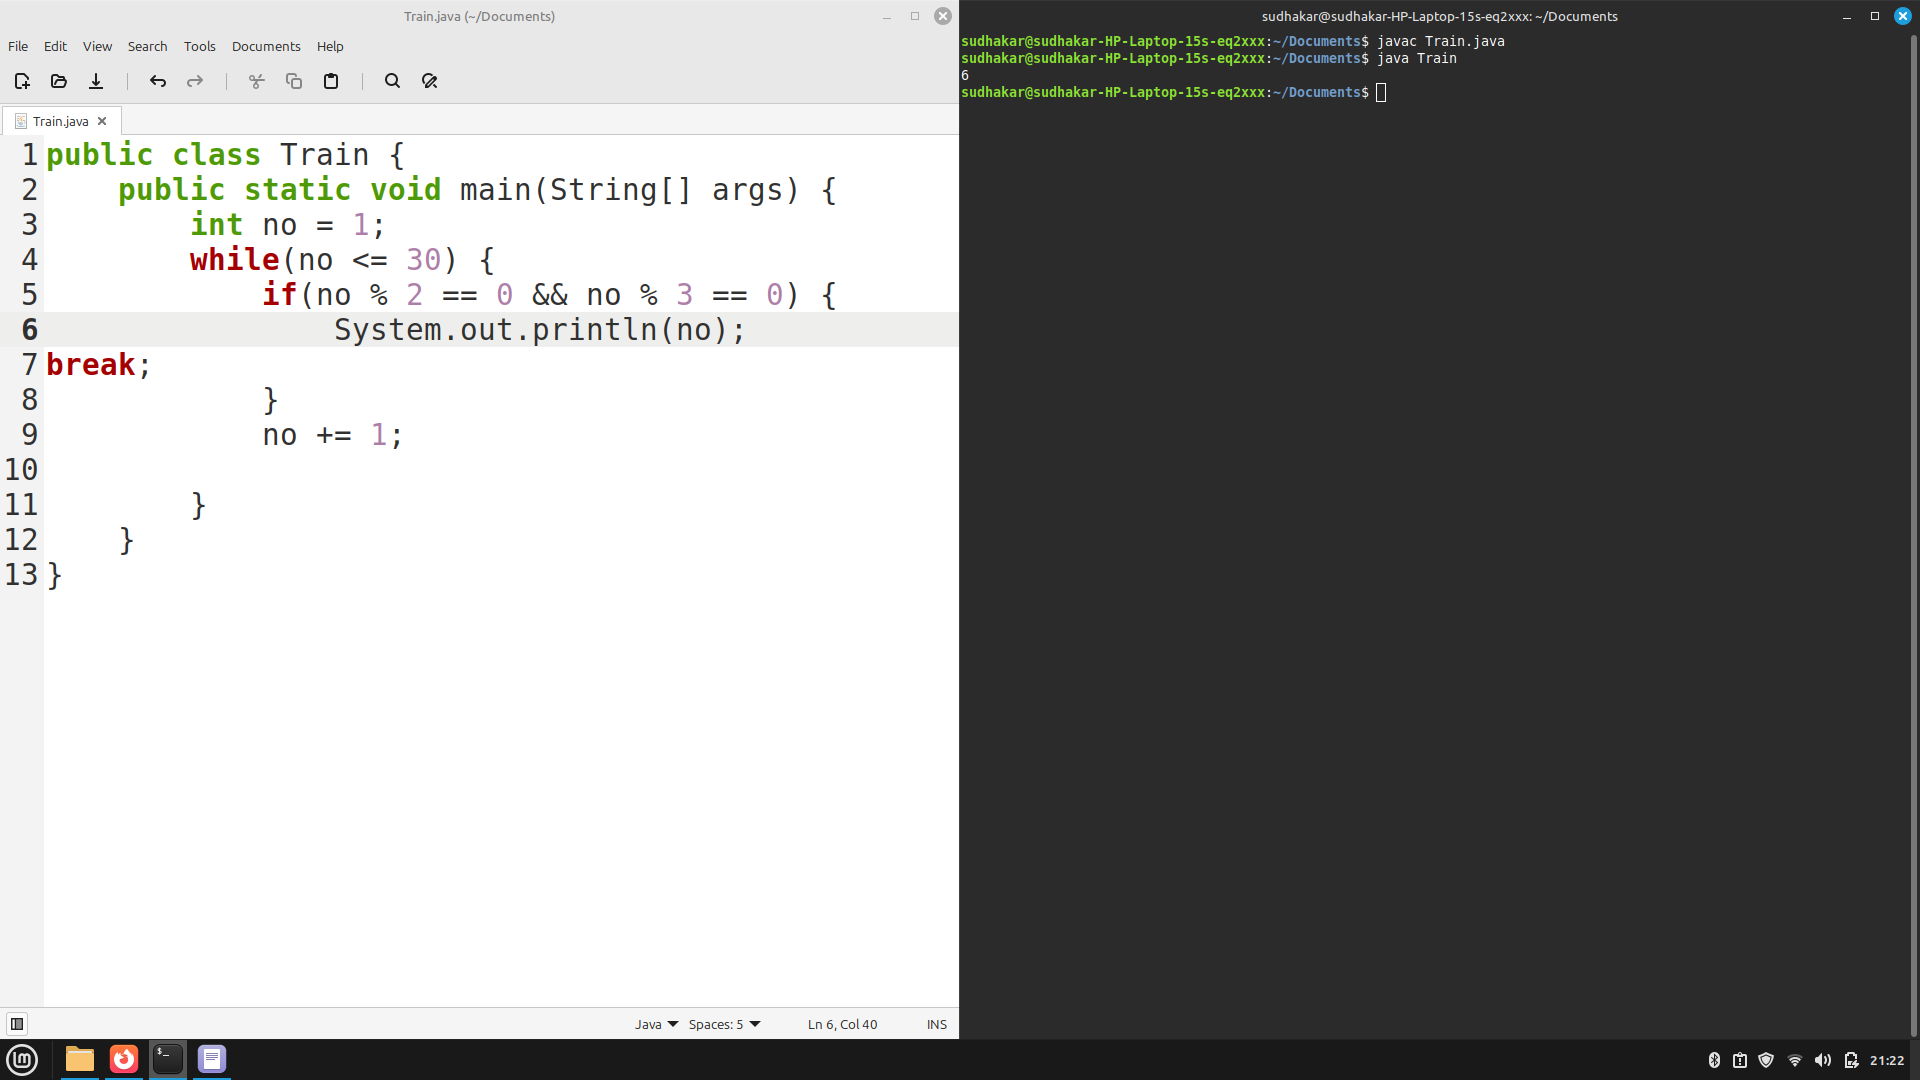 Train.java (~/Documents)
File Edit View Search Tools Documents Help
Train.java
1 public class Train {
2     public static void main(String[] args) {
3         int no = 1;
4         while(no <= 30) {
5             if(no % 2 == 0 && no % 3 == 0) {
6                 System.out.println(no);
7 break;
8             }
9             no += 1;
10
11         }
12     }
13 }
Java Spaces: 5 Ln 6, Col 40 INS
sudhakar@sudhakar-HP-Laptop-15s-eq2xxx: ~/Documents
sudhakar@sudhakar-HP-Laptop-15s-eq2xxx:~/Documents$ javac Train.java
sudhakar@sudhakar-HP-Laptop-15s-eq2xxx:~/Documents$ java Train
6
sudhakar@sudhakar-HP-Laptop-15s-eq2xxx:~/Documents$
$_
21:22